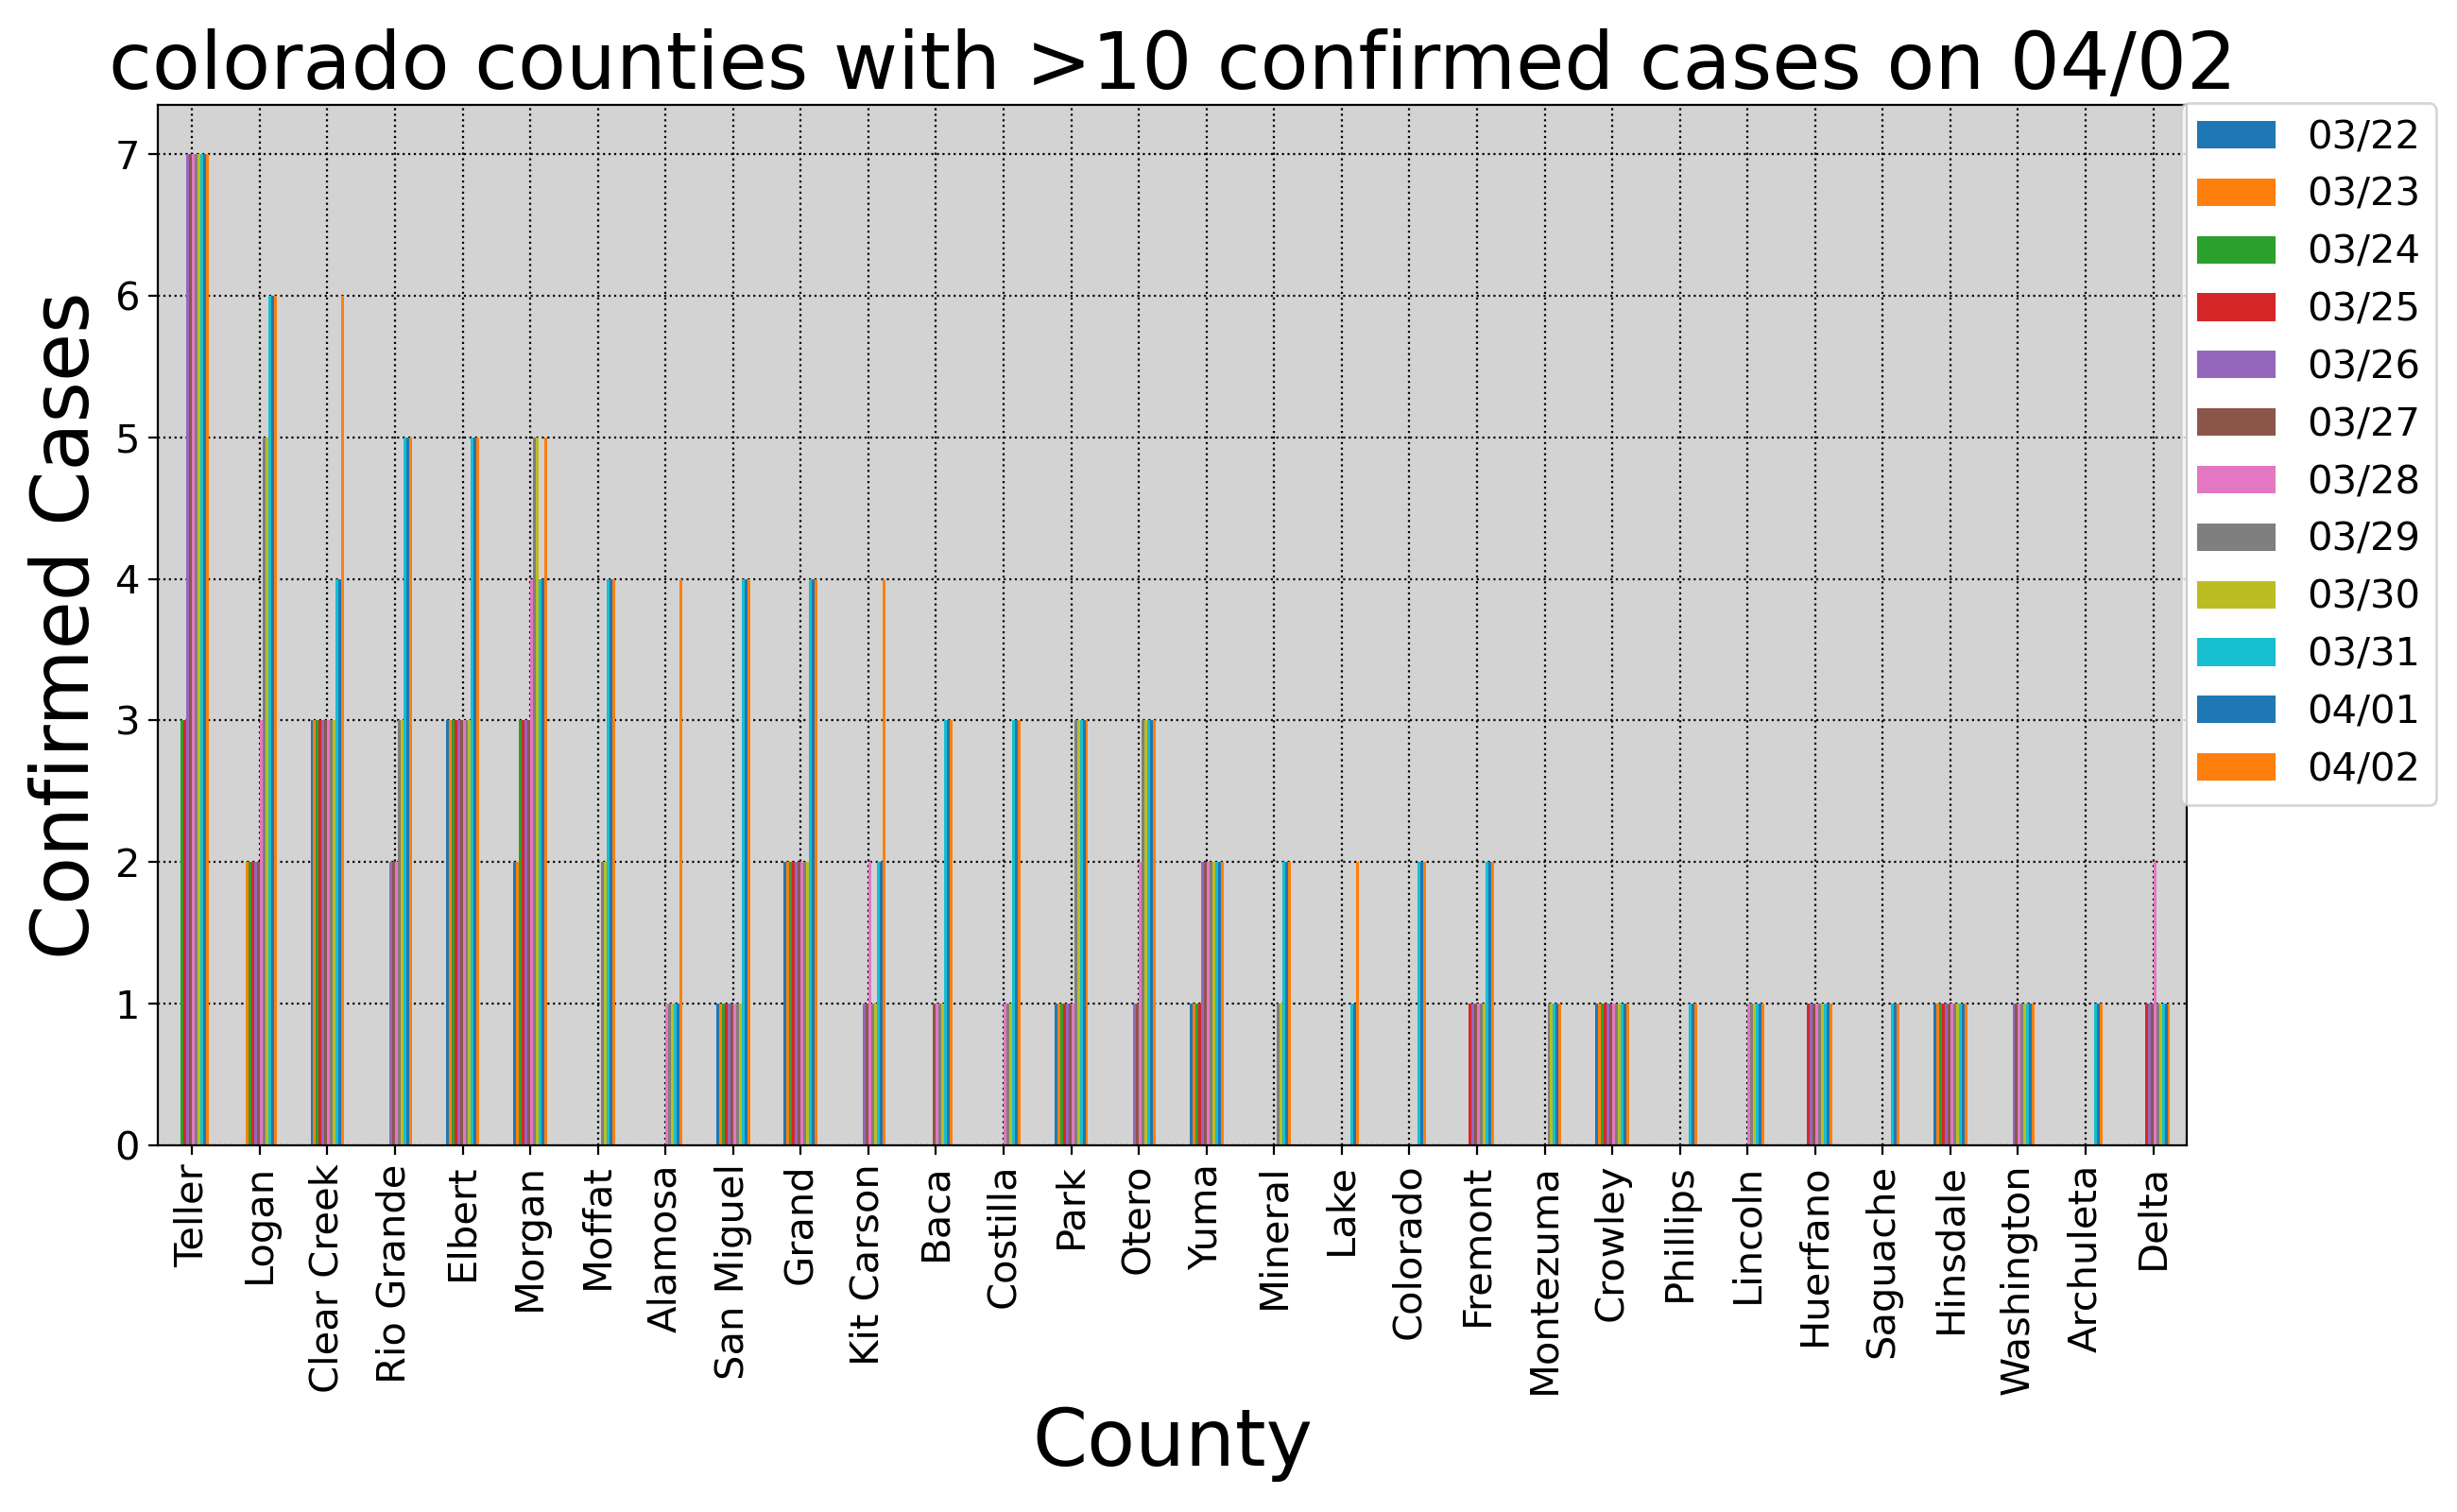 colorado counties with >10 confirmed cases on 04/02
Confirmed Cases
7
6
5
4
3
2
1
0
03/22
03/23
03/24
03/25
03/26
03/27
03/28
03/29
03/30
03/31
04/01
04/02
Teller
Logan
Clear Creek
Rio Grande
Elbert
Morgan
Moffat
Alamosa
San Miguel
Grand
Kit Carson
Baca
Costilla
Park
Otero
Yuma
Mineral
Lake
Colorado
Fremont
Montezuma
Crowley
Phillips
Lincoln
Huerfano
Saguache
Hinsdale
Washington
Archuleta
Delta
County